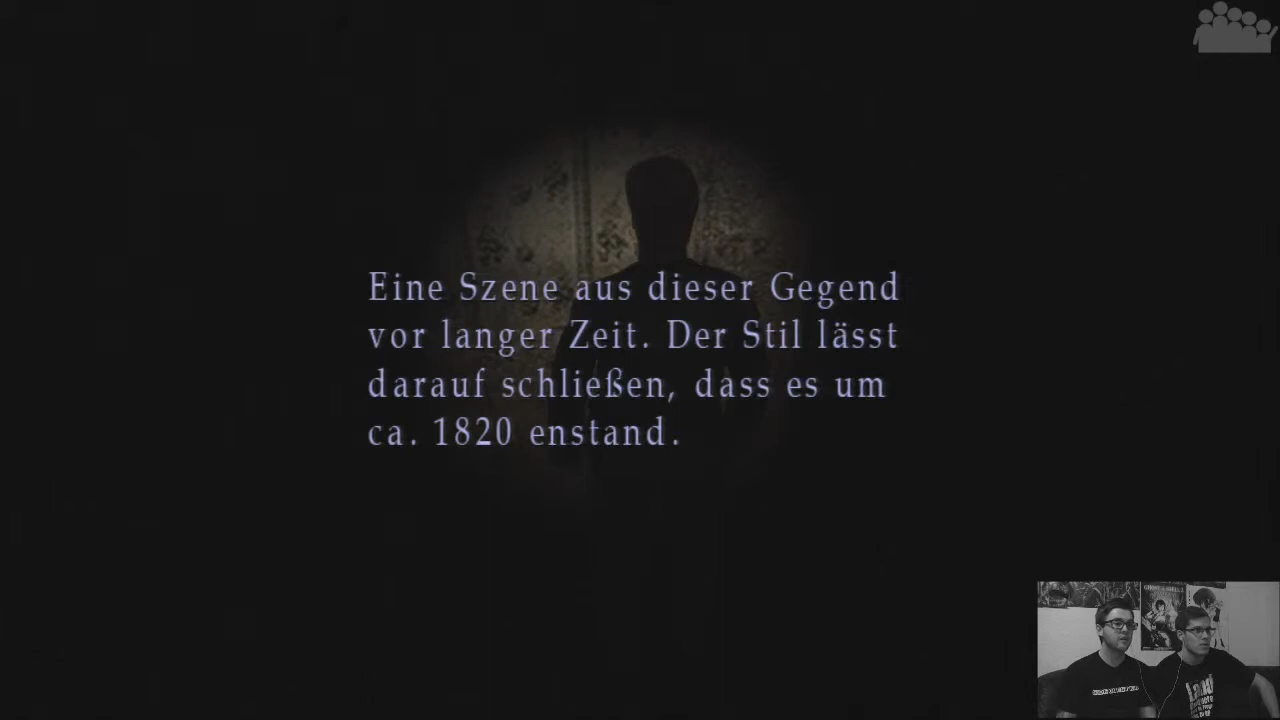 Eine Szene aus dieser Gegend
vor langer Zeit. Der Stil lässt
darauf schließen, dass es um
ca. 1820 enstand.